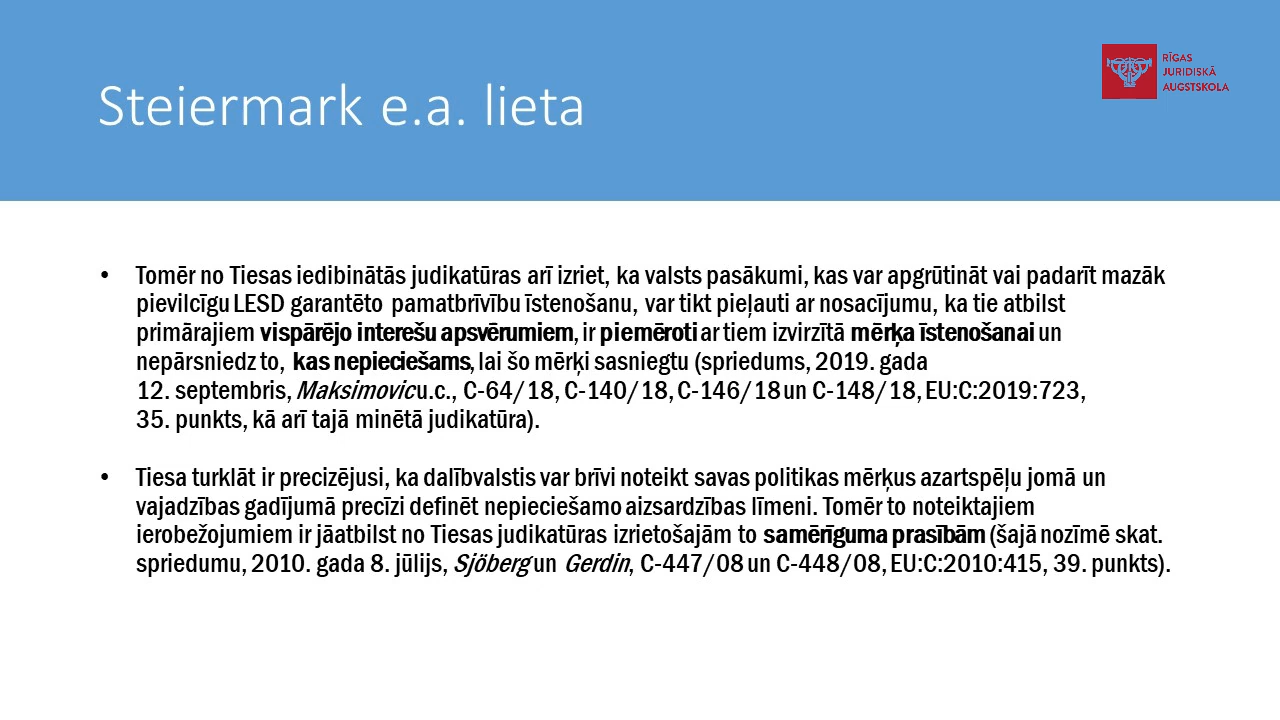 Steiermark e.a. lieta
RĪGAS
JURIDISKĀ
AUGSTSKOLA
• Tomēr no Tiesas iedibinātās judikatūras arī izriet, ka valsts pasākumi, kas var apgrūtināt vai padarīt mazāk
pievilcīgu LESD garantēto pamatbrīvību īstenošanu, var tikt pieļauti ar nosacījumu, ka tie atbilst
primārajiem vispārējo interešu apsvērumiem, ir piemēroti ar tiem izvirzītā mērķa īstenošanai un
nepārsniedz to, kas nepieciešams, lai šo mērķi sasniegtu (spriedums, 2019. gada
12. septembris, Maksimovic u.c., C-64/18, C-140/18, C-146/18 un C-148/18, EU:C:2019:723,
35. punkts, kā arī tajā minētā judikatūra).
• Tiesa turklāt ir precizējusi, ka dalībvalstis var brīvi noteikt savas politikas mērķus azartspēļu jomā un
vajadzības gadījumā precīzi definēt nepieciešamo aizsardzības līmeni. Tomēr to noteiktajiem
ierobežojumiem ir jāatbilst no Tiesas judikatūras izrietošajām to samērīguma prasībām (šajā nozīmē skat.
spriedumu, 2010. gada 8. jūlijs, Sjöberg un Gerdin, C-447/08 un C-448/08, EU:C:2010:415, 39. punkts).